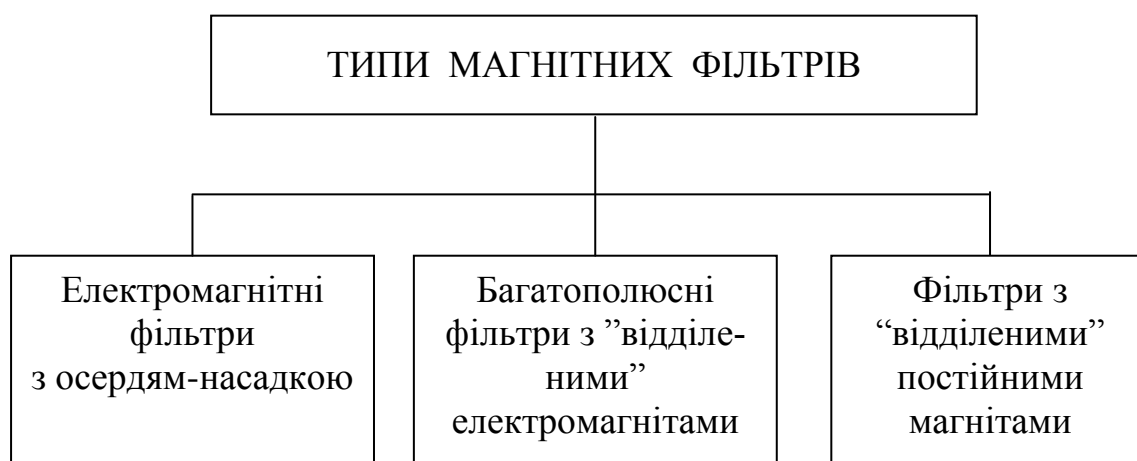 ТИПИ МАГНІТНИХ ФІЛЬТРІВ
Електромагнітні
фільтри
з осердям-насадкою
Багатополюсні
фільтри з ”відділе-
ними”
електромагнітами
Фільтри з
“відділеними”
постійними
магнітами